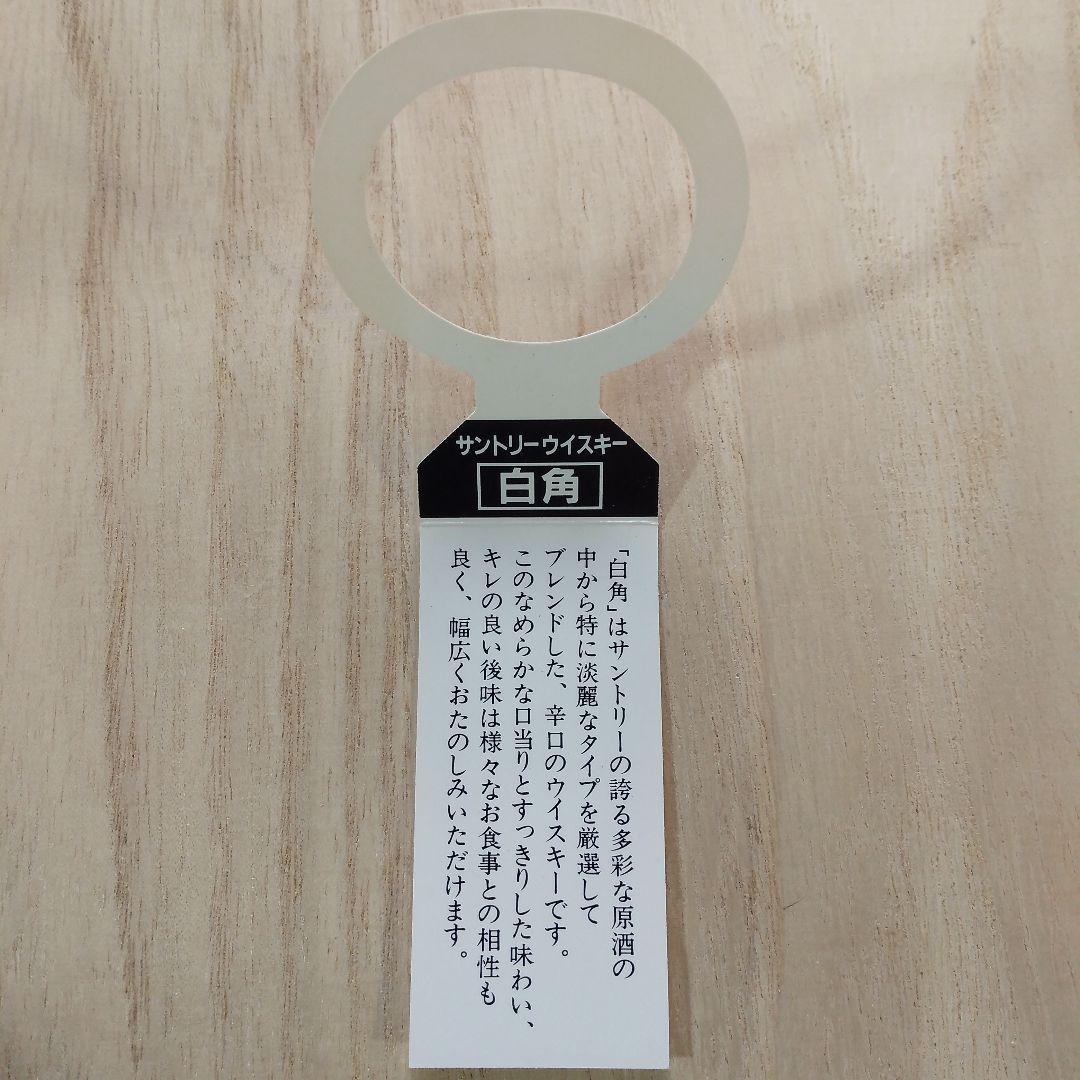 サントリーウイスキー
白角
「白角」はサントリーの誇る多彩な原酒の
中から特に淡麗なタイプを厳選して
ブレンドした、辛口のウイスキーです。
このなめらかな口当りとすっきりした味わい、
キレの良い後味は様々なお食事との相性も
良く、幅広くおたのしみいただけます。